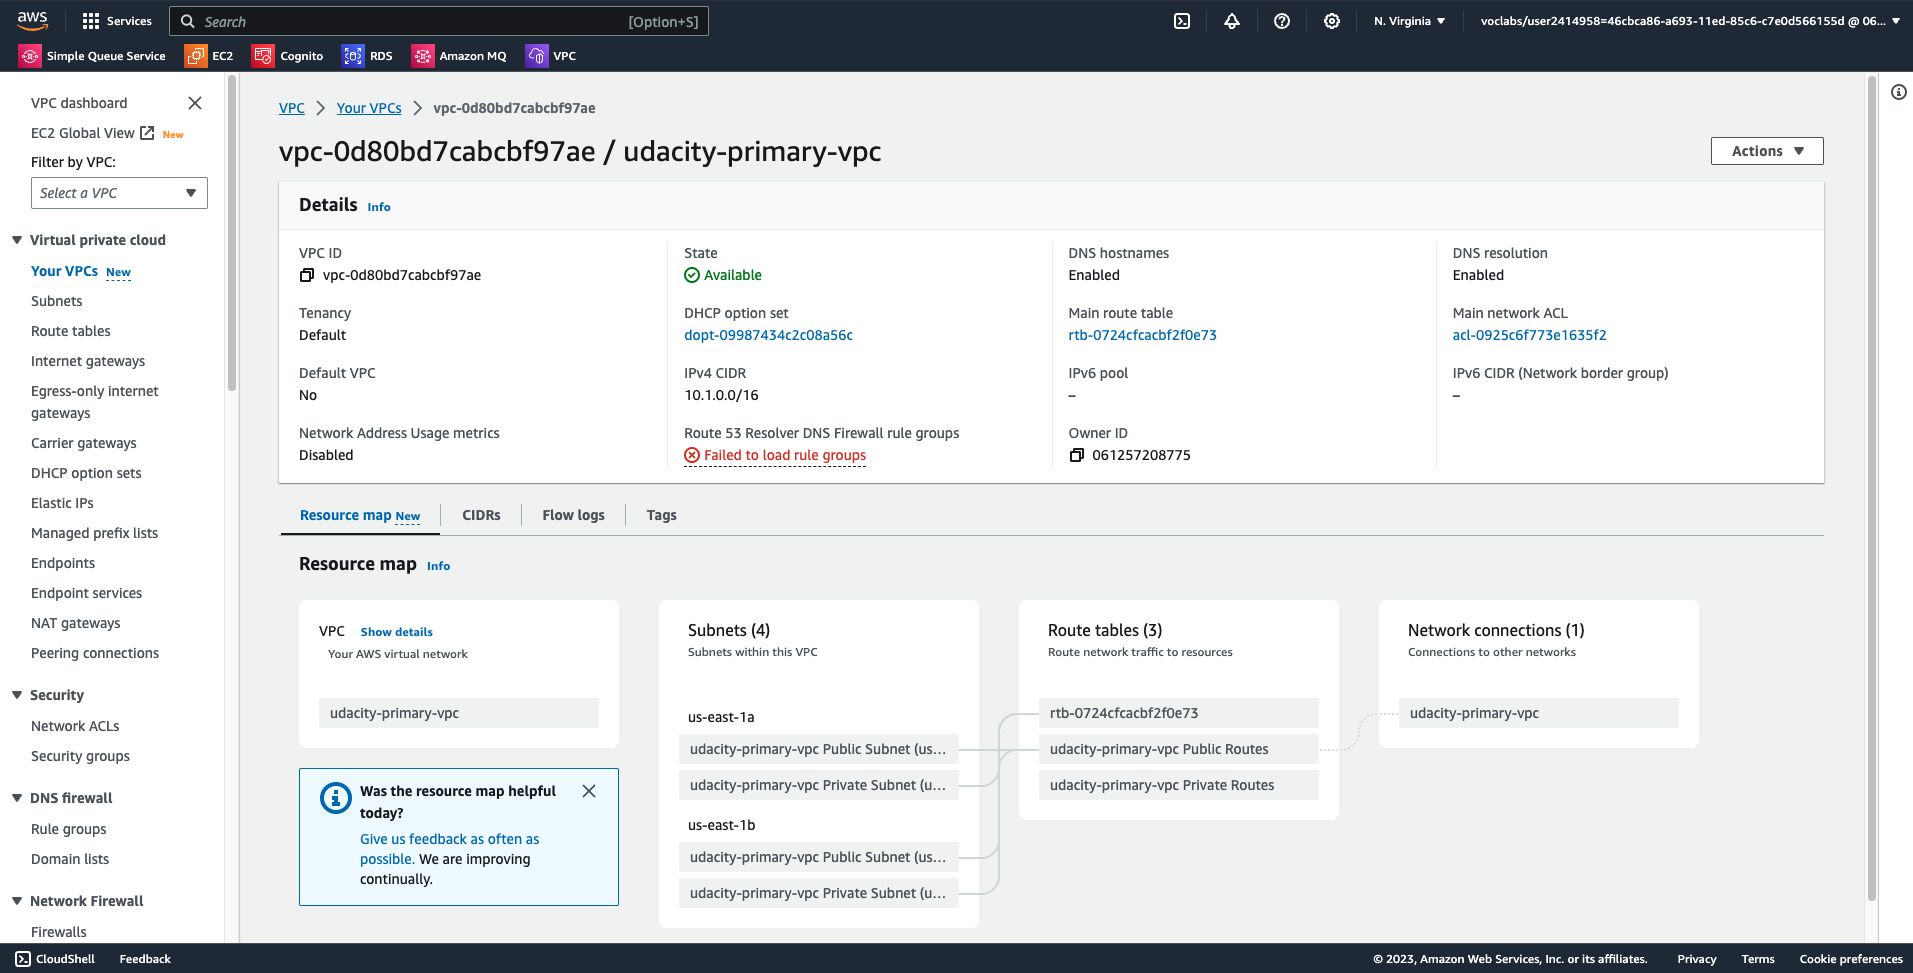 aws
Services
Search
[Option+S]
N. Virginia
voclabs/user2414958=46cbca86-a693-11ed-85c6-c7e0d566155d @ 06...
Simple Queue Service
EC2
Cognito
RDS
Amazon MQ
VPC
VPC dashboard
EC2 Global View New
Filter by VPC:
Select a VPC
Virtual private cloud
Your VPCs New
Subnets
Route tables
Internet gateways
Egress-only internet
gateways
Carrier gateways
DHCP option sets
Elastic IPs
Managed prefix lists
Endpoints
Endpoint services
NAT gateways
Peering connections
Security
Network ACLs
Security groups
DNS firewall
Rule groups
Domain lists
Network Firewall
Firewalls
VPC
Your VPCs
vpc-0d80bd7cabcbf97ae
vpc-0d80bd7cabcbf97ae / udacity-primary-vpc
Actions
Details Info
VPC ID
vpc-0d80bd7cabcbf97ae
State
Available
DNS hostnames
Enabled
DNS resolution
Enabled
Tenancy
Default
DHCP option set
dopt-09987434c2c08a56c
Main route table
rtb-0724cfcacbf2f0e73
Main network ACL
acl-0925c6f773e1635f2
Default VPC
No
IPv4 CIDR
10.1.0.0/16
IPv6 pool
–
IPv6 CIDR (Network border group)
–
Network Address Usage metrics
Disabled
Route 53 Resolver DNS Firewall rule groups
Failed to load rule groups
Owner ID
061257208775
Resource map New
CIDRs
Flow logs
Tags
Resource map Info
VPC Show details
Your AWS virtual network
udacity-primary-vpc
Was the resource map helpful
today?
Give us feedback as often as
possible. We are improving
continually.
Subnets (4)
Subnets within this VPC
us-east-1a
udacity-primary-vpc Public Subnet (us...
udacity-primary-vpc Private Subnet (u...
us-east-1b
udacity-primary-vpc Public Subnet (us...
udacity-primary-vpc Private Subnet (u...
Route tables (3)
Route network traffic to resources
rtb-0724cfcacbf2f0e73
udacity-primary-vpc Public Routes
udacity-primary-vpc Private Routes
Network connections (1)
Connections to other networks
udacity-primary-vpc
CloudShell
Feedback
© 2023, Amazon Web Services, Inc. or its affiliates.
Privacy
Terms
Cookie preferences